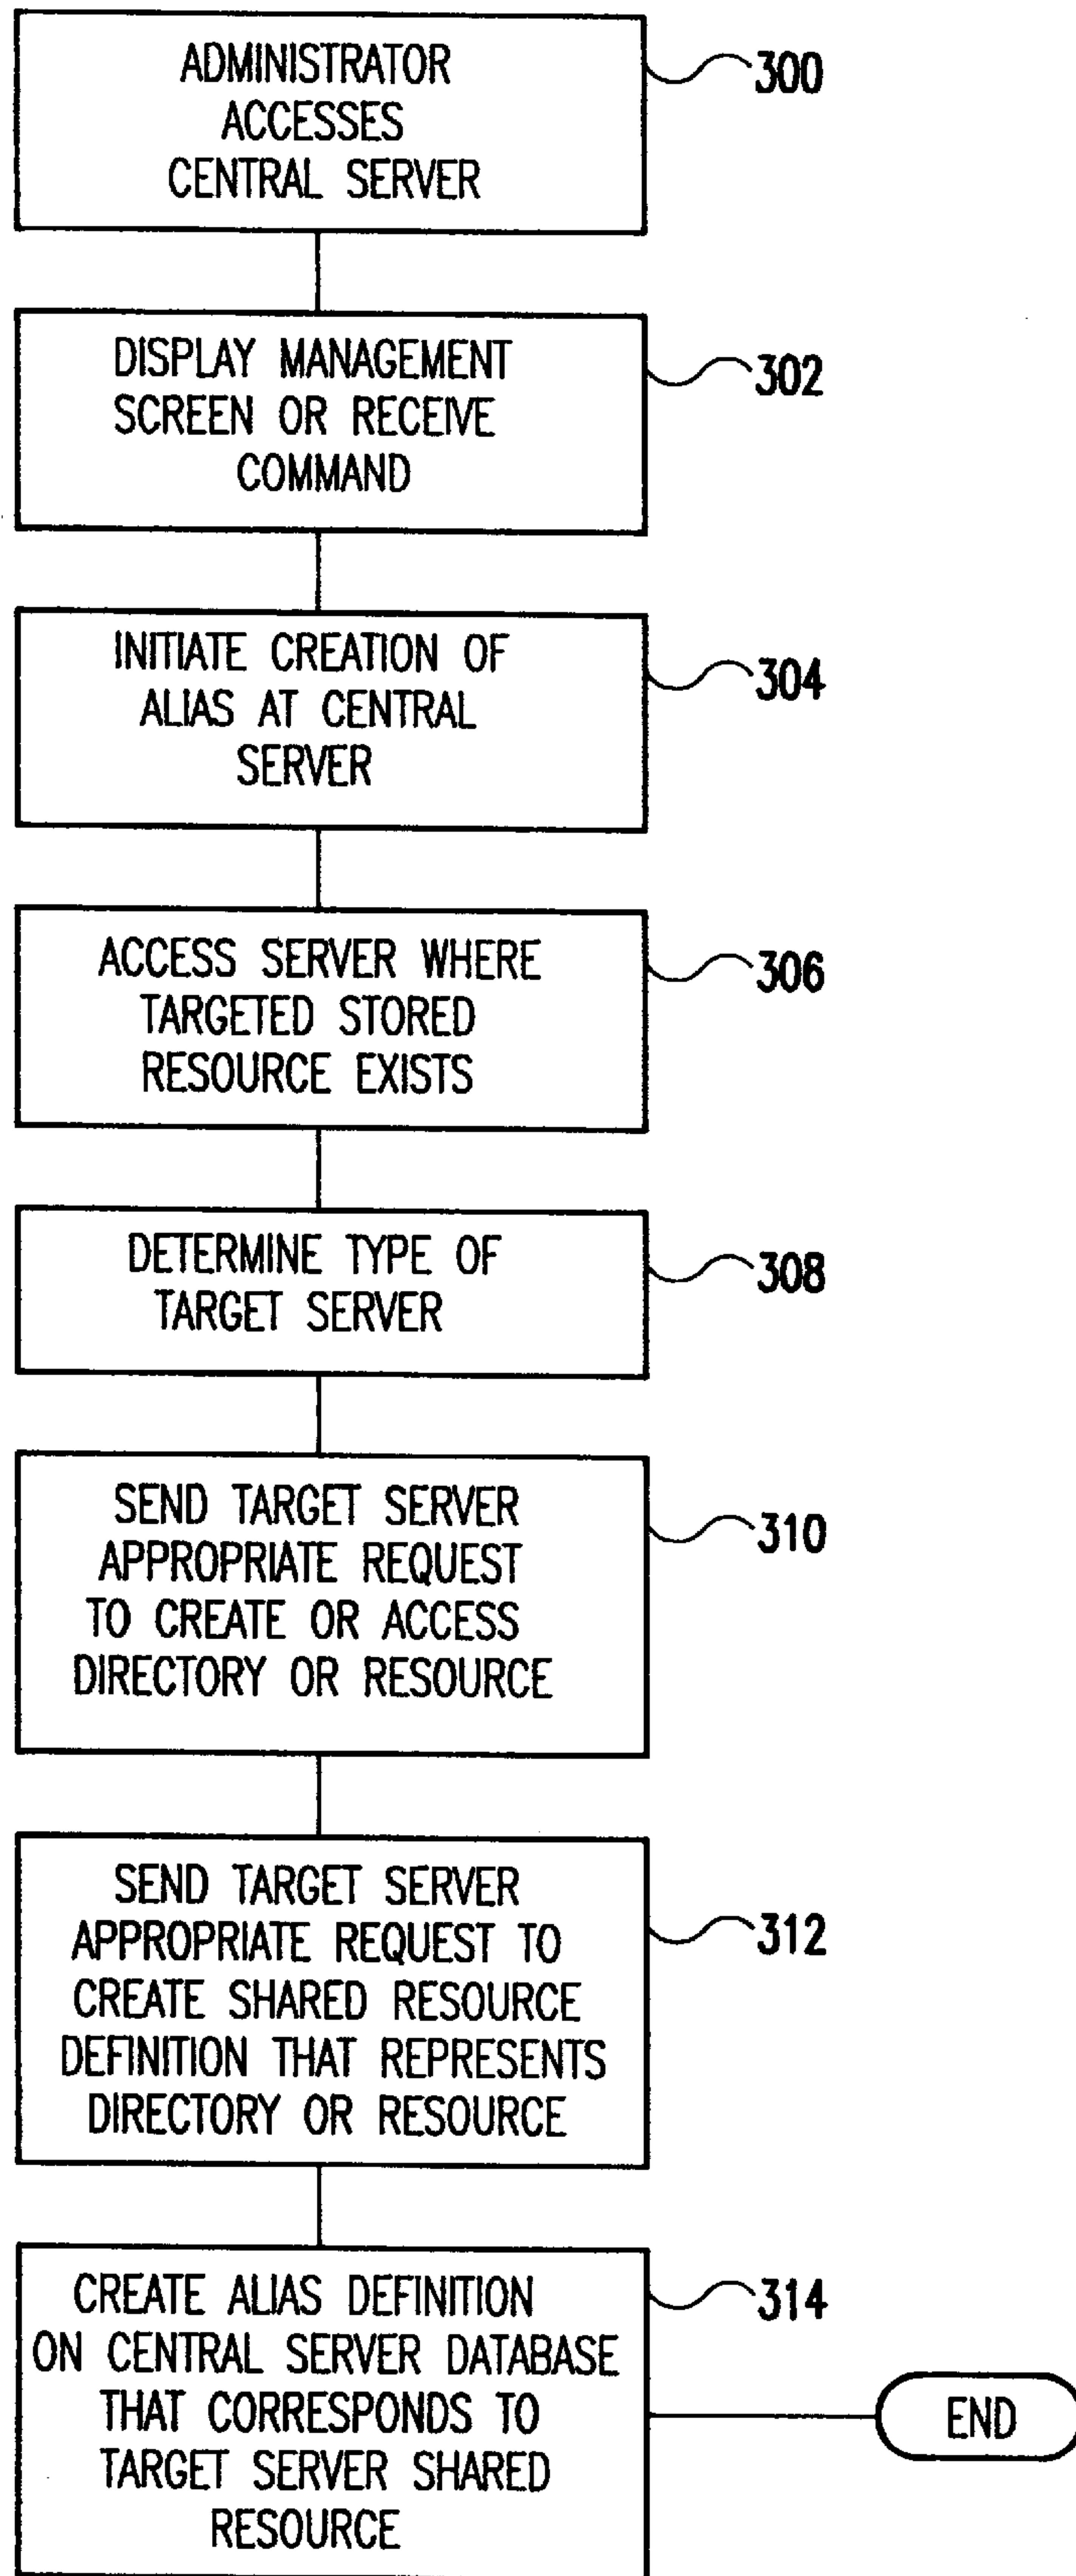 ADMINISTRATOR
ACCESSES
CENTRAL SERVER
300
DISPLAY MANAGEMENT
SCREEN OR RECEIVE
COMMAND
302
INITIATE CREATION OF
ALIAS AT CENTRAL
SERVER
304
ACCESS SERVER WHERE
TARGETED STORED
RESOURCE EXISTS
306
DETERMINE TYPE OF
TARGET SERVER
308
SEND TARGET SERVER
APPROPRIATE REQUEST
TO CREATE OR ACCESS
DIRECTORY OR RESOURCE
310
SEND TARGET SERVER
APPROPRIATE REQUEST TO
CREATE SHARED RESOURCE
DEFINITION THAT REPRESENTS
DIRECTORY OR RESOURCE
312
CREATE ALIAS DEFINITION
ON CENTRAL SERVER DATABASE
THAT CORRESPONDS TO
TARGET SERVER SHARED
RESOURCE
314
END